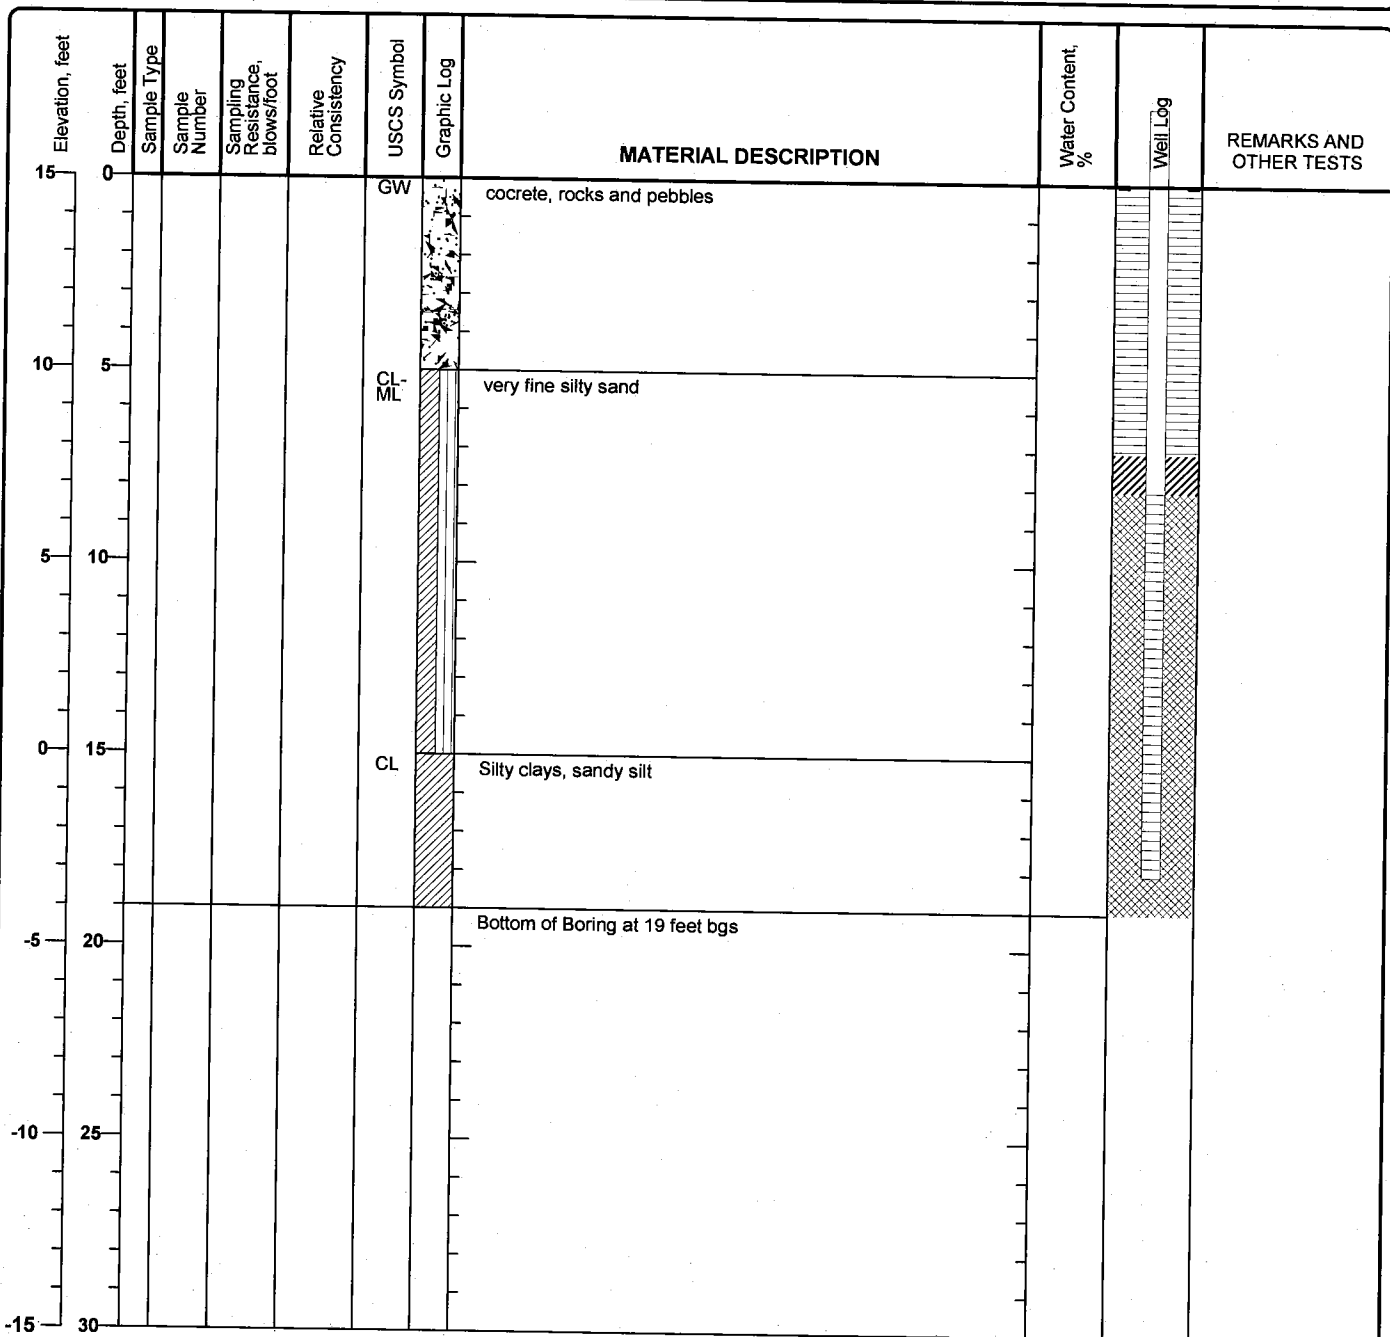 Elevation, feet
Depth, feet
Sample Type
Sample
Number
Sampling
Resistance,
blows/foot
Relative
Consistency
USCS Symbol
Graphic Log
MATERIAL DESCRIPTION
Water Content,
%
Well Log
REMARKS AND
OTHER TESTS
15 0
GW cocrete, rocks and pebbles
10 5
CL-
ML very fine silty sand
5 10
0 15
CL Silty clays, sandy silt
Bottom of Boring at 19 feet bgs
-5 20
-10 25
-15 30